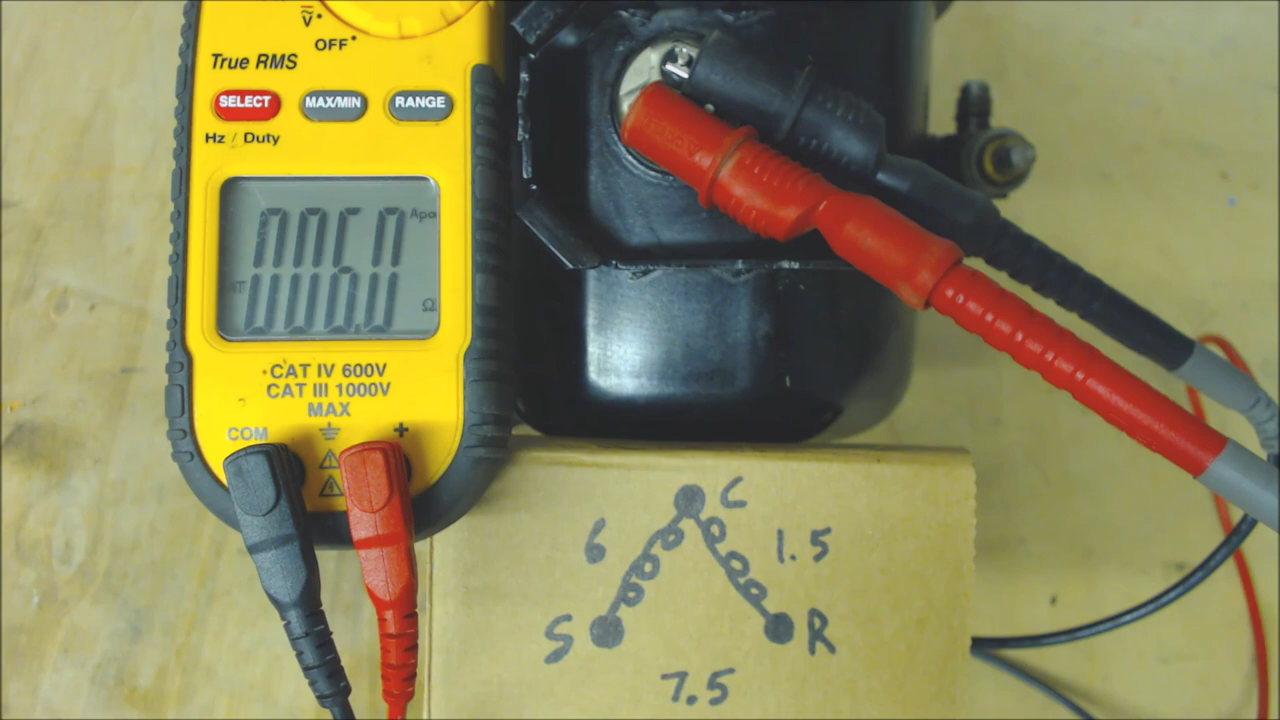 OFF
True RMS
SELECT MAX/MIN RANGE
Hz / Duty
006.0
Ω
CAT IV 600V
CAT III 1000V
MAX
COM +
C
6 1.5
S R
7.5